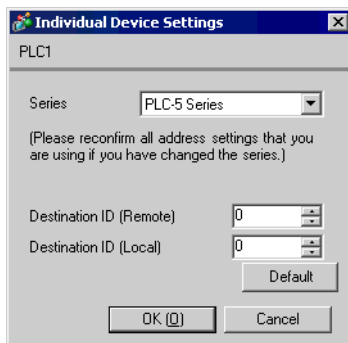 Individual Device Settings
PLC1
Series PLC-5 Series
(Please reconfirm all address settings that you
are using if you have changed the series.)
Destination ID (Remote) 0
Destination ID (Local) 0
Default
OK (O) Cancel